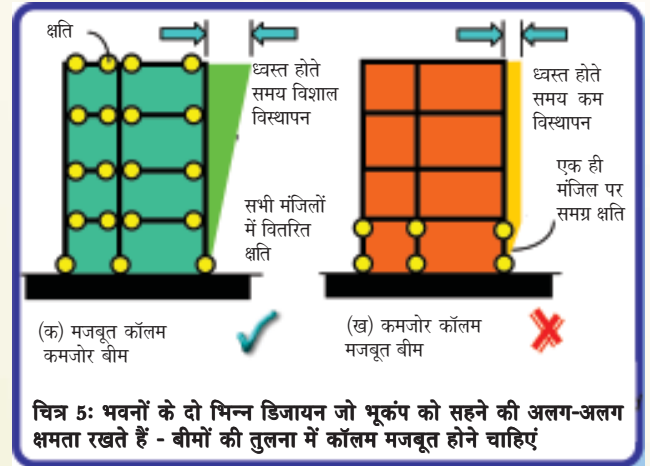 क्षति
ध्वस्त होते
समय विशाल
विस्थापन
सभी मंजिलों
में वितरित
क्षति
(क) मजबूत कॉलम
कमजोर बीम
ध्वस्त होते
समय कम
विस्थापन
एक ही
मंजिल पर
समग्र क्षति
(ख) कमजोर कॉलम
मजबूत बीम
चित्र 5: भवनों के दो भिन्न डिजायन जो भूकंप को सहने की अलग-अलग
क्षमता रखते हैं - बीमों की तुलना में कॉलम मजबूत होने चाहिएं